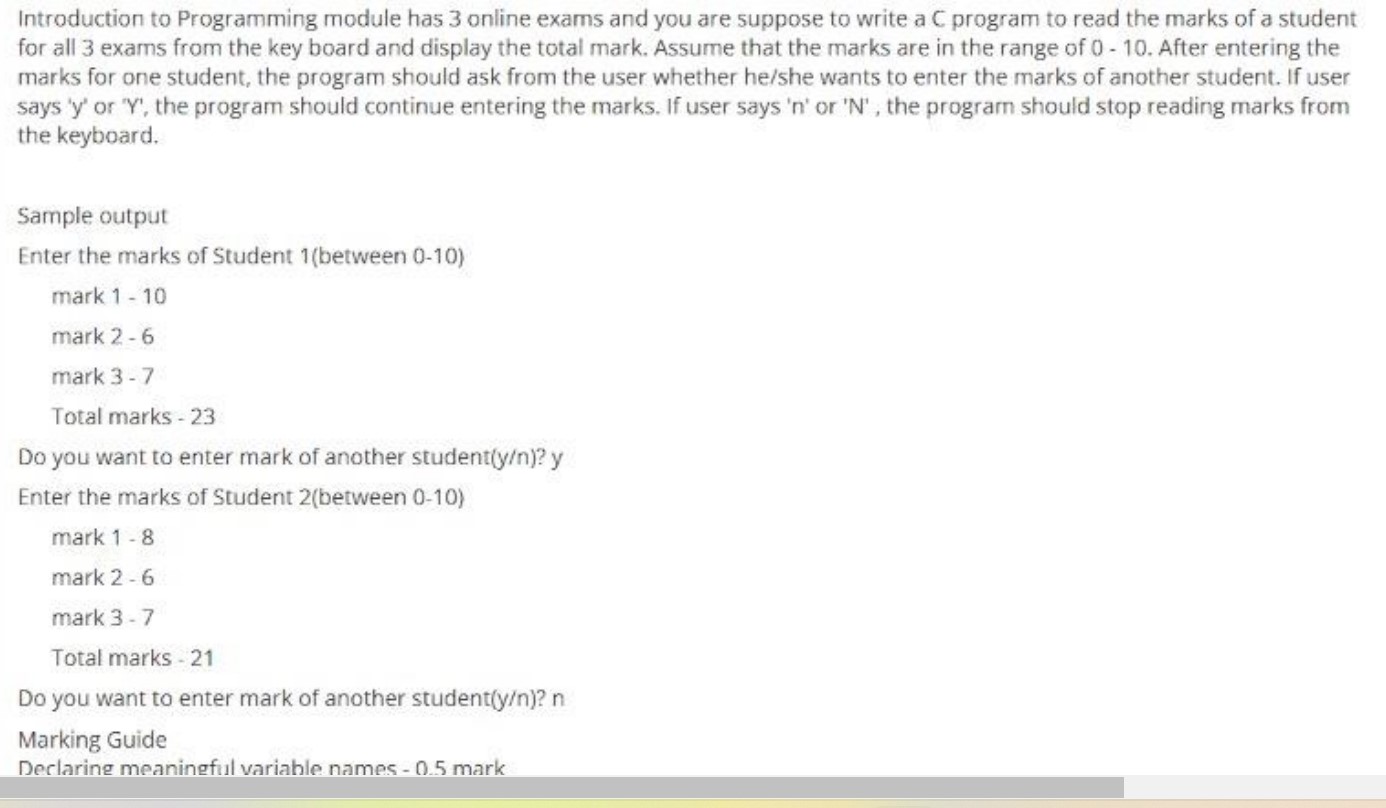 Introduction to Programming module has 3 online exams and you are suppose to write a C program to read the marks of a student
for all 3 exams from the key board and display the total mark. Assume that the marks are in the range of 0 - 10. After entering the
marks for one student, the program should ask from the user whether he/she wants to enter the marks of another student. If user
says 'y' or 'Y', the program should continue entering the marks. If user says 'n' or 'N' , the program should stop reading marks from
the keyboard.
Sample output
Enter the marks of Student 1(between 0-10)
mark 1 - 10
mark 2 - 6
mark 3 - 7
Total marks - 23
Do you want to enter mark of another student(y/n)? y
Enter the marks of Student 2(between 0-10)
mark 1 - 8
mark 2 - 6
mark 3 - 7
Total marks - 21
Do you want to enter mark of another student(y/n)? n
Marking Guide
Declaring meaningful variable names - 0.5 mark